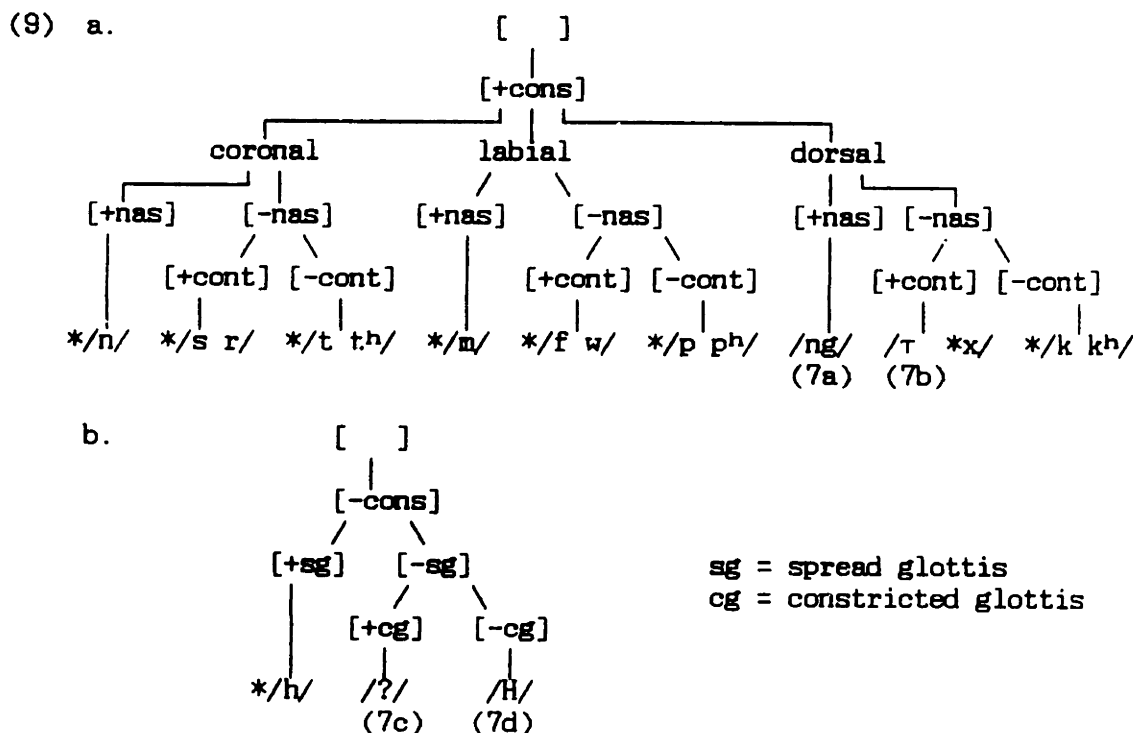 (9) a. [ ]
[+cons]
coronal labial dorsal
[+nas] [-nas] [+nas] [-nas] [+nas] [-nas]
[+cont] [-cont] [+cont] [-cont] [+cont] [-cont]
*/n/ */s r/ */t tʰ/ */m/ */f w/ */p pʰ/ /ng/ /τ *x/ */k kʰ/
(7a) (7b)
b. [ ]
[-cons]
[+sg] [-sg] sg = spread glottis
cg = constricted glottis
[+cg] [-cg]
*/h/ /?/ /H/
(7c) (7d)